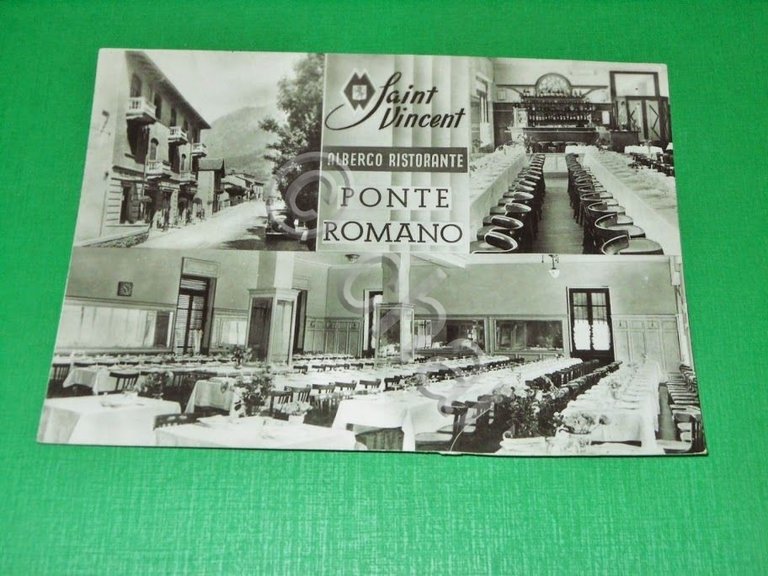 Saint
Vincent
ALBERGO RISTORANTE
PONTE
ROMANO